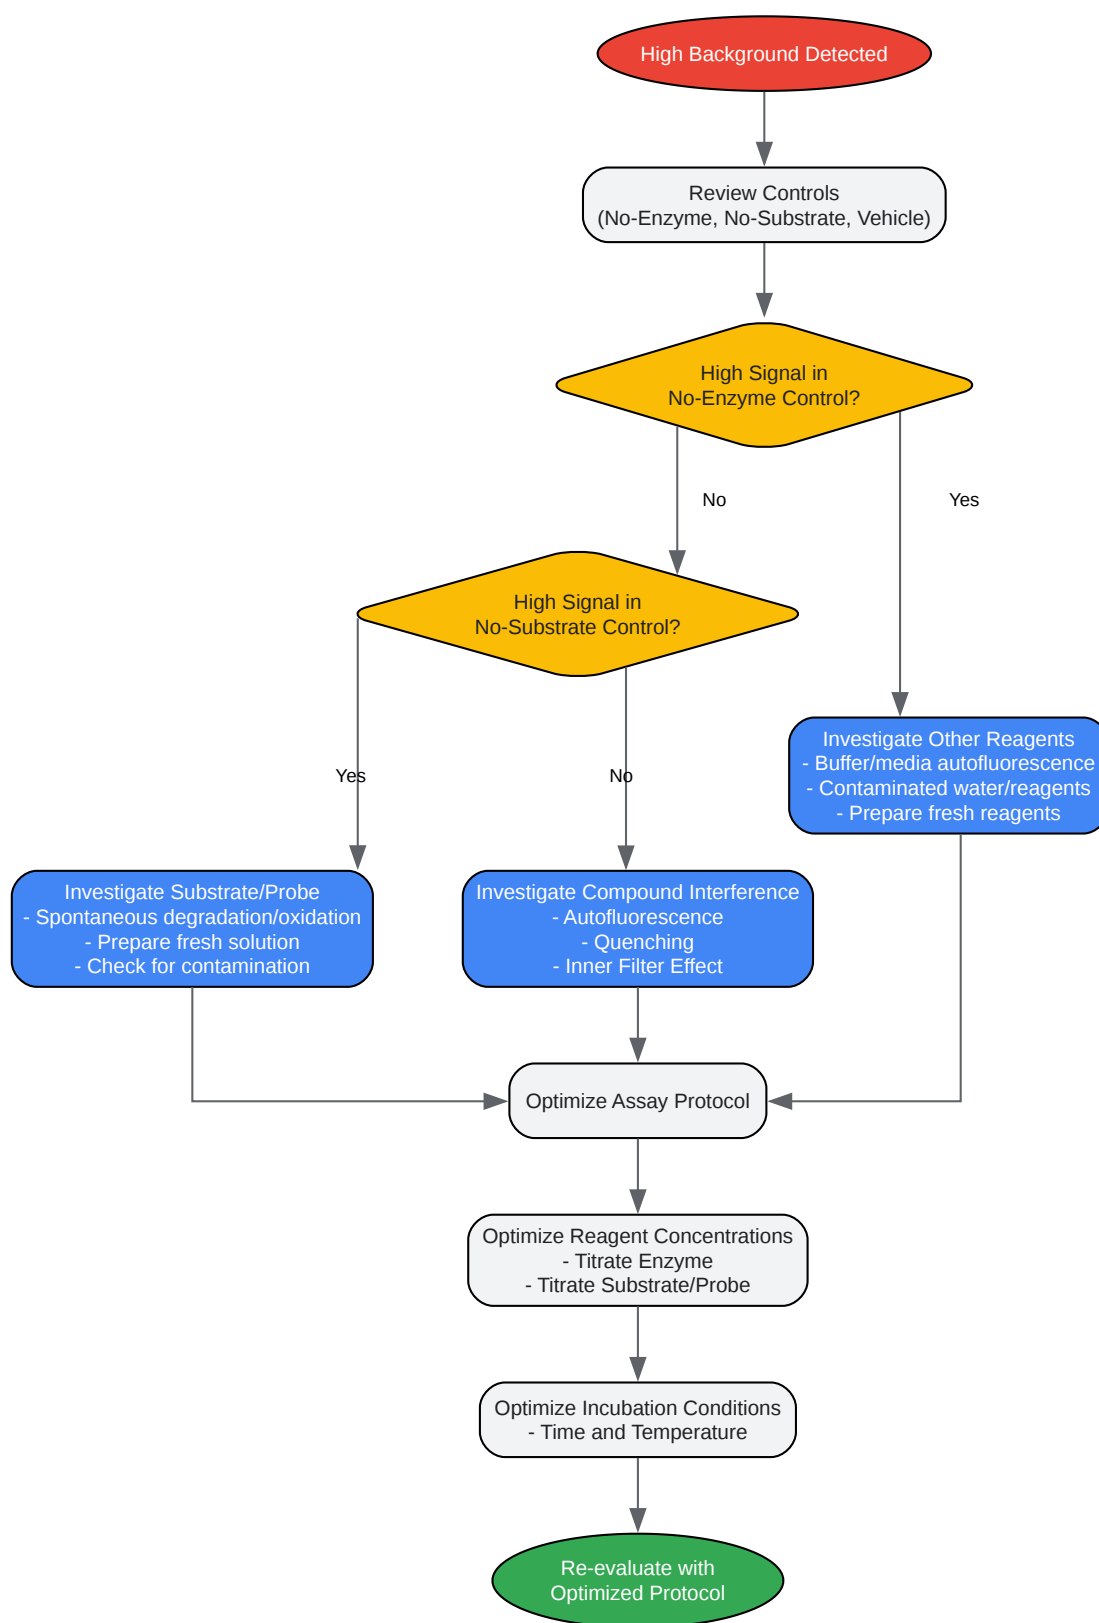 High Background Detected
Review Controls
(No-Enzyme, No-Substrate, Vehicle)
High Signal in
No-Enzyme Control?
No
Yes
High Signal in
No-Substrate Control?
Investigate Other Reagents
- Buffer/media autofluorescence
- Contaminated water/reagents
- Prepare fresh reagents
Yes
No
Investigate Substrate/Probe
- Spontaneous degradation/oxidation
- Prepare fresh solution
- Check for contamination
Investigate Compound Interference
- Autofluorescence
- Quenching
- Inner Filter Effect
Optimize Assay Protocol
Optimize Reagent Concentrations
- Titrate Enzyme
- Titrate Substrate/Probe
Optimize Incubation Conditions
- Time and Temperature
Re-evaluate with
Optimized Protocol